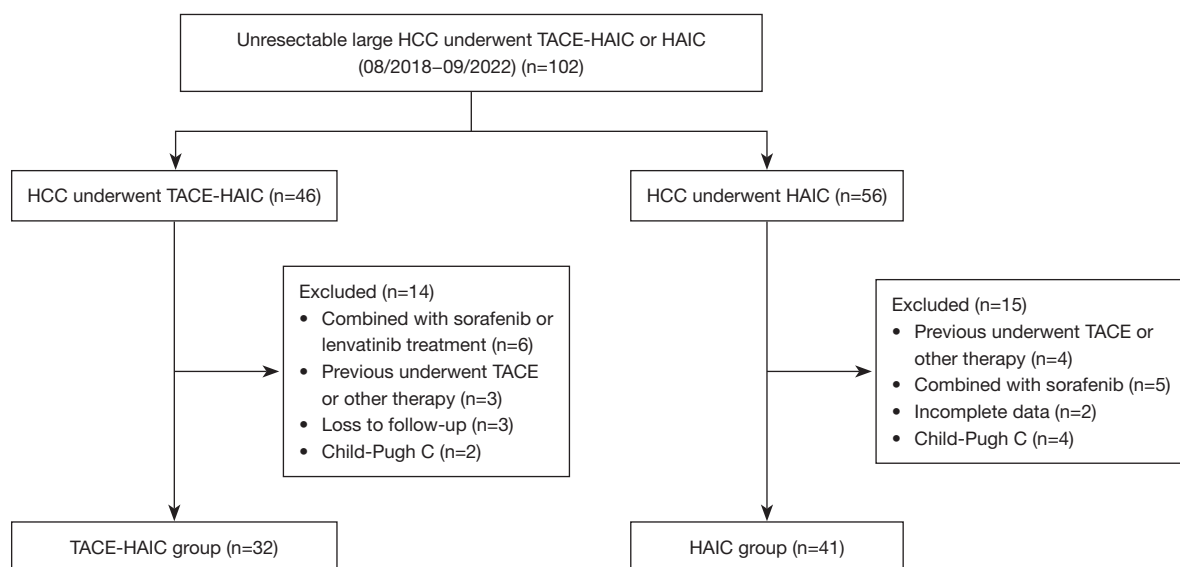 Unresectable large HCC underwent TACE-HAIC or HAIC
(08/2018–09/2022) (n=102)
HCC underwent TACE-HAIC (n=46)
HCC underwent HAIC (n=56)
Excluded (n=14)
• Combined with sorafenib or
lenvatinib treatment (n=6)
• Previous underwent TACE
or other therapy (n=3)
• Loss to follow-up (n=3)
• Child-Pugh C (n=2)
Excluded (n=15)
• Previous underwent TACE or
other therapy (n=4)
• Combined with sorafenib (n=5)
• Incomplete data (n=2)
• Child-Pugh C (n=4)
TACE-HAIC group (n=32)
HAIC group (n=41)